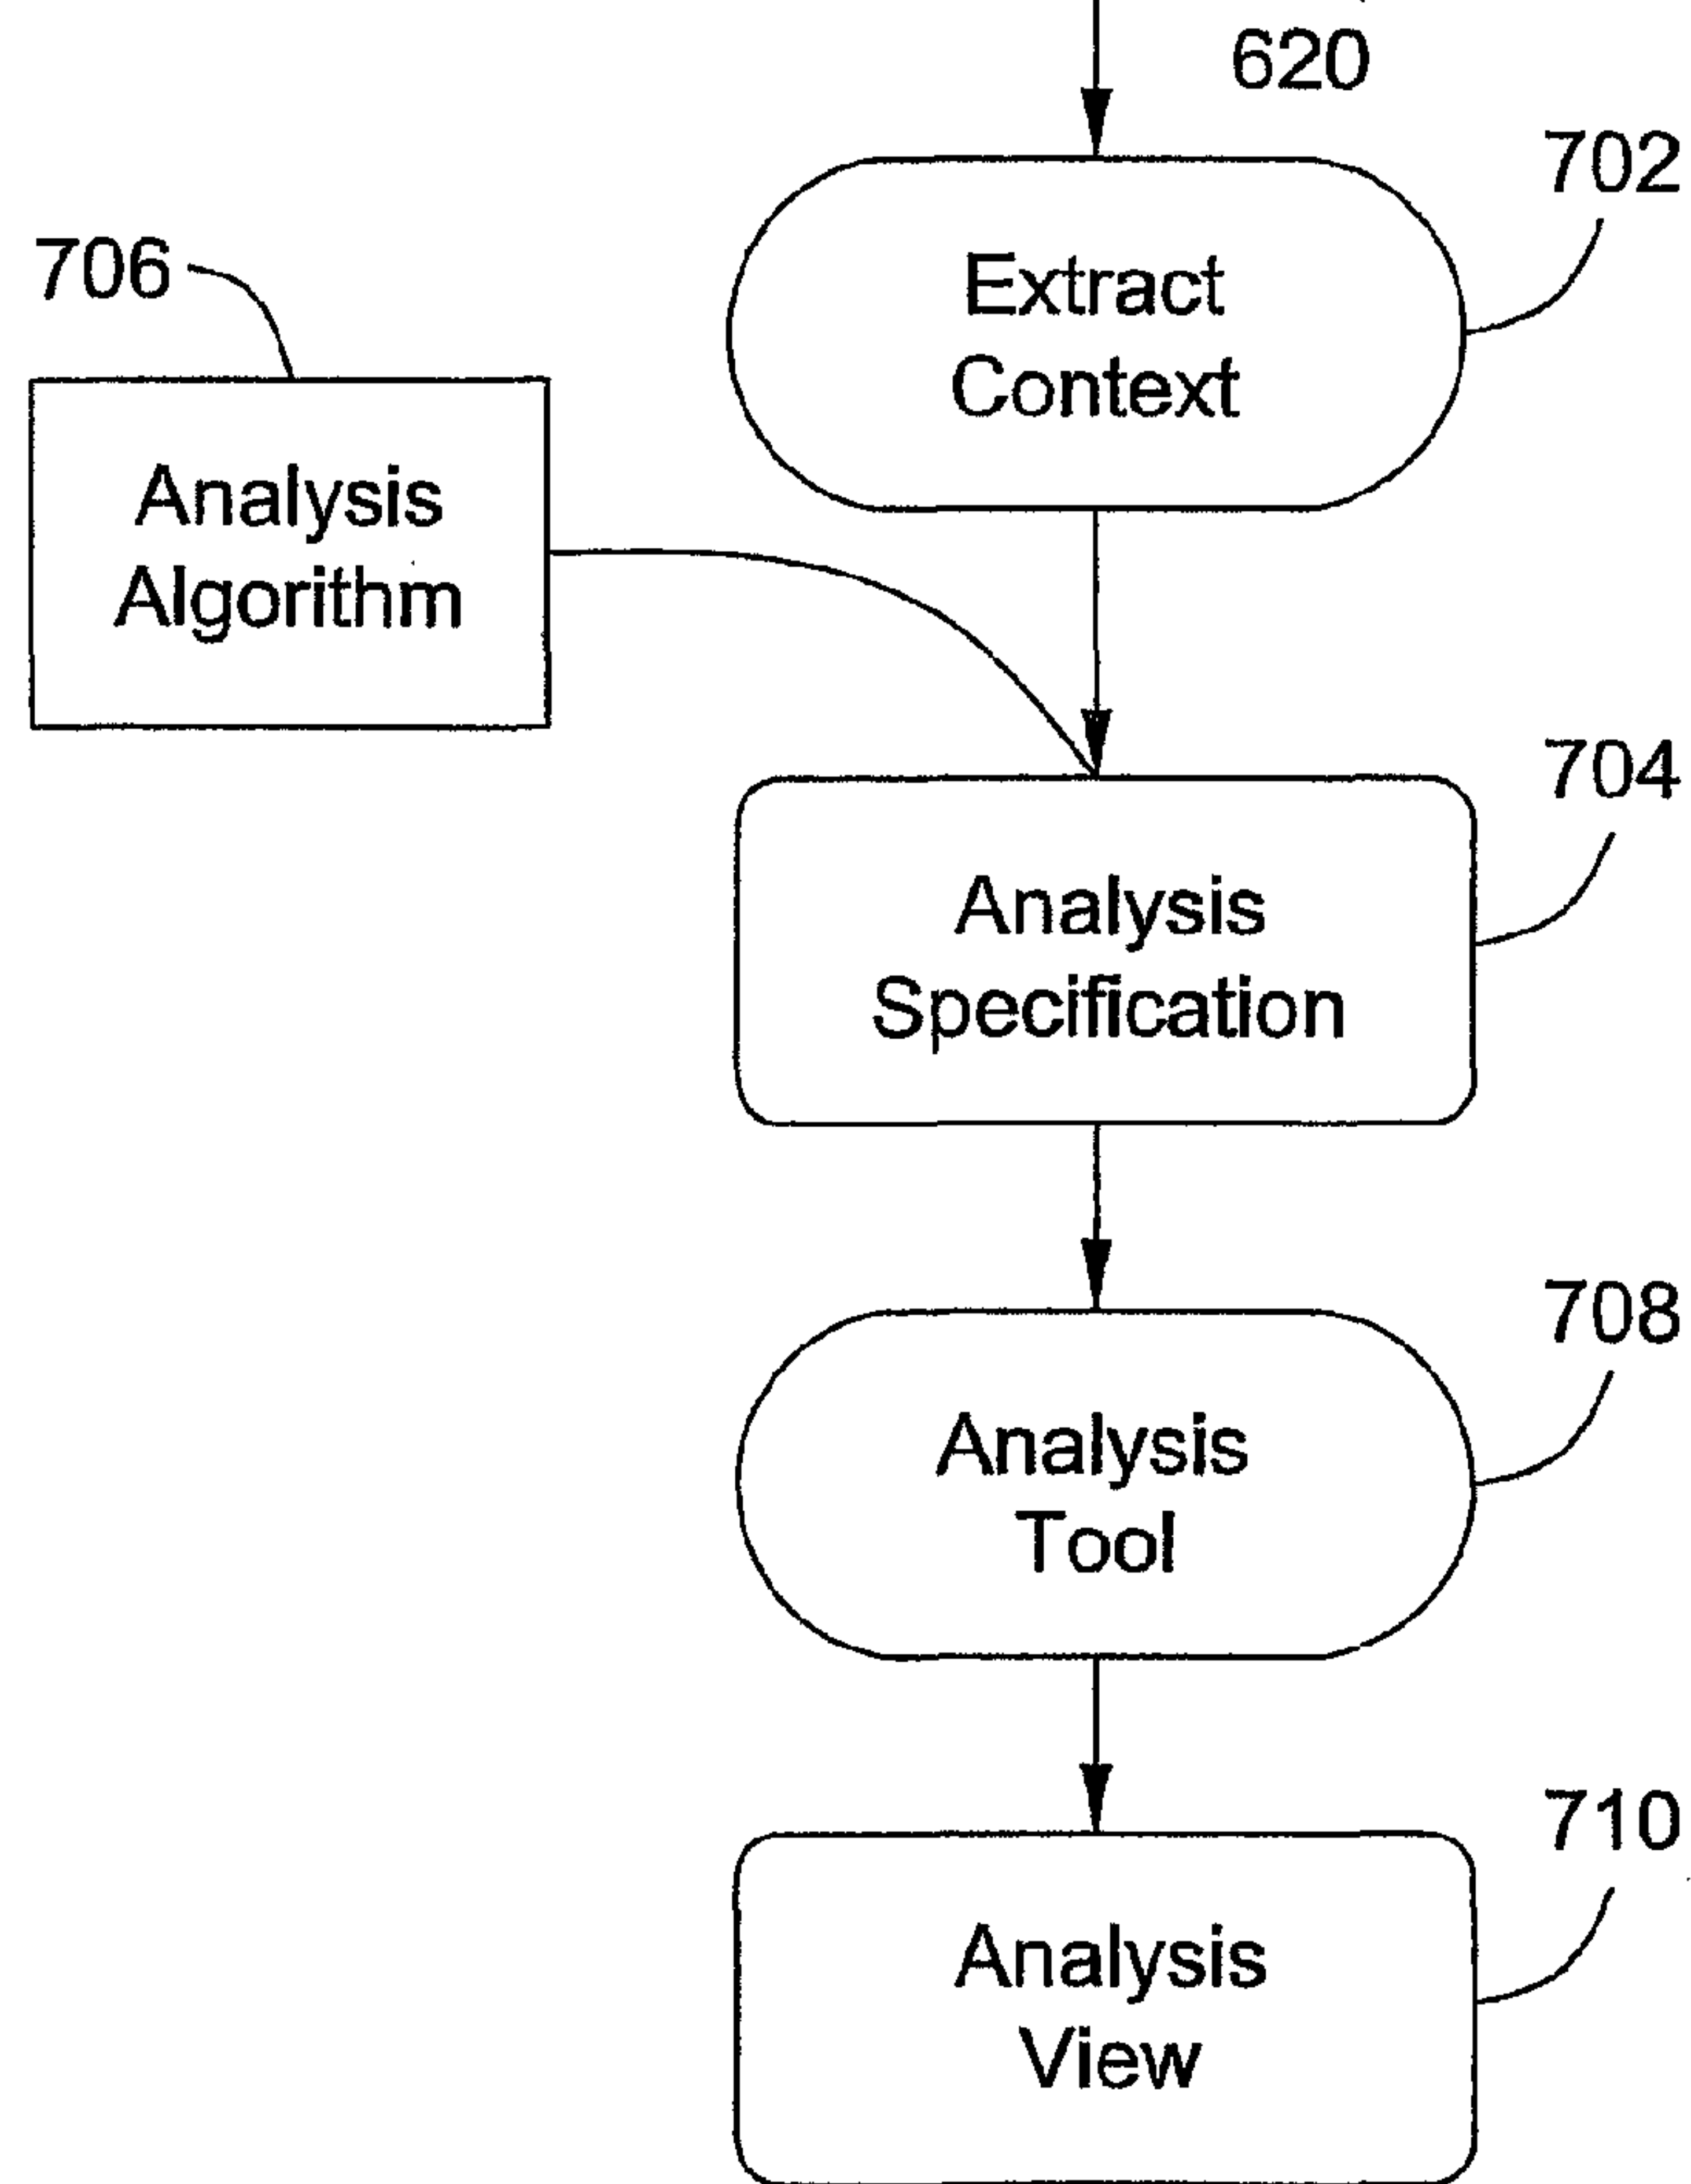 620
702
Extract
Context
706
Analysis
Algorithm
704
Analysis
Specification
708
Analysis
Tool
710
Analysis
View